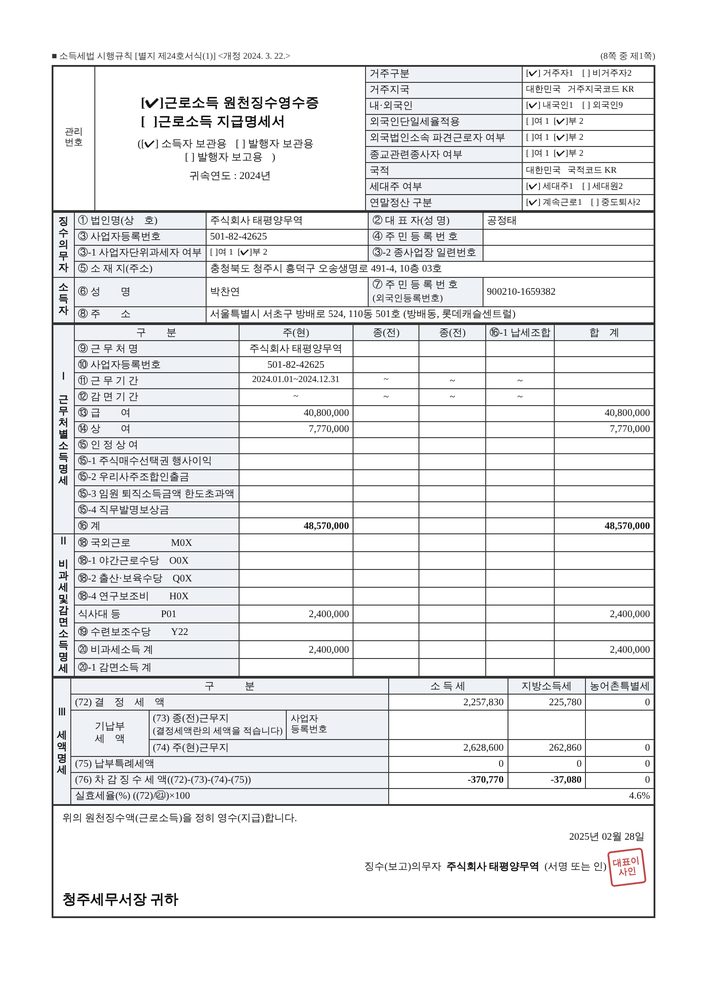 ■ 소득세법 시행규칙 [별지 제24호서식(1)] <개정 2024. 3. 22.> (8쪽 중 제1쪽)
관리
번호
[✔]근로소득 원천징수영수증
[ ]근로소득 지급명세서
([✔] 소득자 보관용 [ ] 발행자 보관용
[ ] 발행자 보고용 )
귀속연도 : 2024년
거주구분 [✔] 거주자1 [ ] 비거주자2
거주지국 대한민국 거주지국코드 KR
내·외국인 [✔] 내국인1 [ ] 외국인9
외국인단일세율적용 [ ]여 1 [✔]부 2
외국법인소속 파견근로자 여부 [ ]여 1 [✔]부 2
종교관련종사자 여부 [ ]여 1 [✔]부 2
국적 대한민국 국적코드 KR
세대주 여부 [✔] 세대주1 [ ] 세대원2
연말정산 구분 [✔] 계속근로1 [ ] 중도퇴사2
징수의무자
① 법인명(상 호) 주식회사 태평양무역 ② 대 표 자(성 명) 공정태
③ 사업자등록번호 501-82-42625 ④ 주 민 등 록 번 호
③-1 사업자단위과세자 여부 [ ]여 1 [✔]부 2 ③-2 종사업장 일련번호
⑤ 소 재 지(주소) 충청북도 청주시 흥덕구 오송생명로 491-4, 10층 03호
소득자
⑥ 성 명 박찬연 ⑦ 주 민 등 록 번 호
(외국인등록번호) 900210-1659382
⑧ 주 소 서울특별시 서초구 방배로 524, 110동 501호 (방배동, 롯데캐슬센트럴)
Ⅰ 근무처별소득명세
구 분 주(현) 종(전) 종(전) ⑯-1 납세조합 합 계
⑨ 근 무 처 명 주식회사 태평양무역
⑩ 사업자등록번호 501-82-42625
⑪ 근 무 기 간 2024.01.01~2024.12.31 ~ ~ ~
⑫ 감 면 기 간 ~ ~ ~ ~
⑬ 급 여 40,800,000 40,800,000
⑭ 상 여 7,770,000 7,770,000
⑮ 인 정 상 여
⑮-1 주식매수선택권 행사이익
⑮-2 우리사주조합인출금
⑮-3 임원 퇴직소득금액 한도초과액
⑮-4 직무발명보상금
⑯ 계 48,570,000 48,570,000
Ⅱ 비과세및감면소득명세
⑱ 국외근로 M0X
⑱-1 야간근로수당 O0X
⑱-2 출산·보육수당 Q0X
⑱-4 연구보조비 H0X
식사대 등 P01 2,400,000 2,400,000
⑲ 수련보조수당 Y22
⑳ 비과세소득 계 2,400,000 2,400,000
⑳-1 감면소득 계
Ⅲ 세액명세
구 분 소 득 세 지방소득세 농어촌특별세
(72) 결 정 세 액 2,257,830 225,780 0
기납부
세 액
(73) 종(전)근무지
(결정세액란의 세액을 적습니다)
사업자
등록번호
(74) 주(현)근무지 2,628,600 262,860 0
(75) 납부특례세액 0 0 0
(76) 차 감 징 수 세 액((72)-(73)-(74)-(75)) -370,770 -37,080 0
실효세율(%) ((72)/㉑)×100 4.6%
위의 원천징수액(근로소득)을 정히 영수(지급)합니다.
2025년 02월 28일
징수(보고)의무자 주식회사 태평양무역 (서명 또는 인)
대표이
사인
청주세무서장 귀하